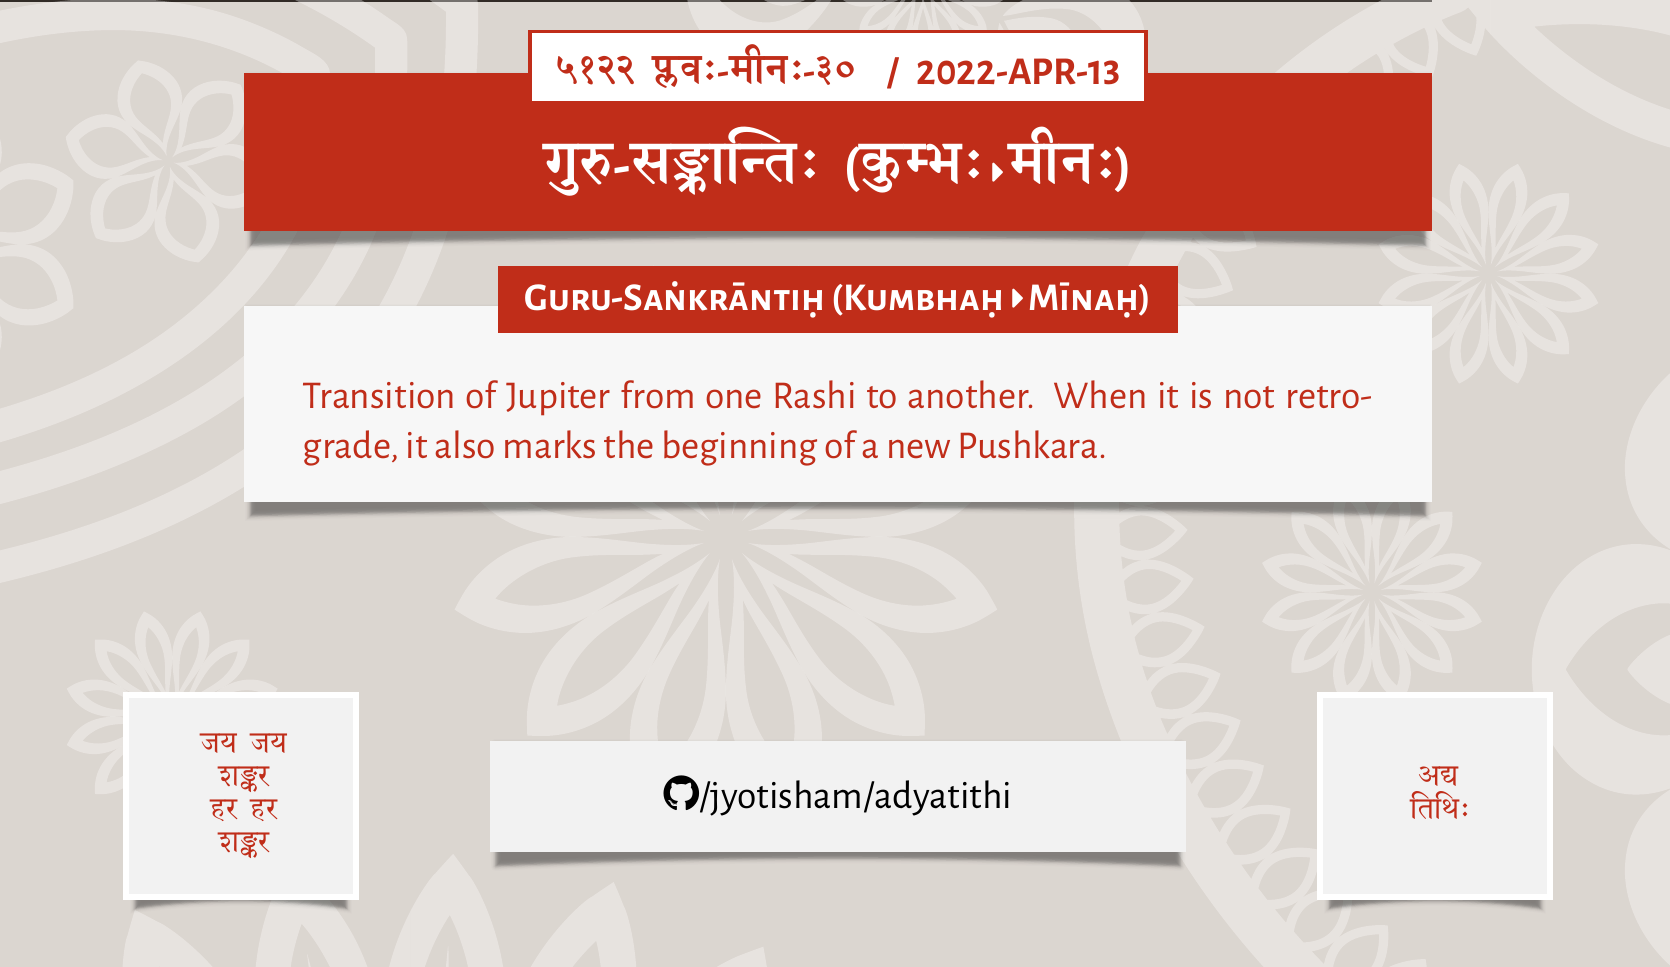 ५१२२ प्लवः-मीनः-३० / 2022-APR-13
गुरु-सङ्क्रान्तिः (कुम्भः▸मीनः)
Guru-Saṅkrāntiḥ (Kumbhaḥ▸Mīnaḥ)
Transition of Jupiter from one Rashi to another. When it is not retro-
grade, it also marks the beginning of a new Pushkara.
जय जय
शङ्कर
हर हर
शङ्कर
/jyotisham/adyatithi
अद्य
तिथिः